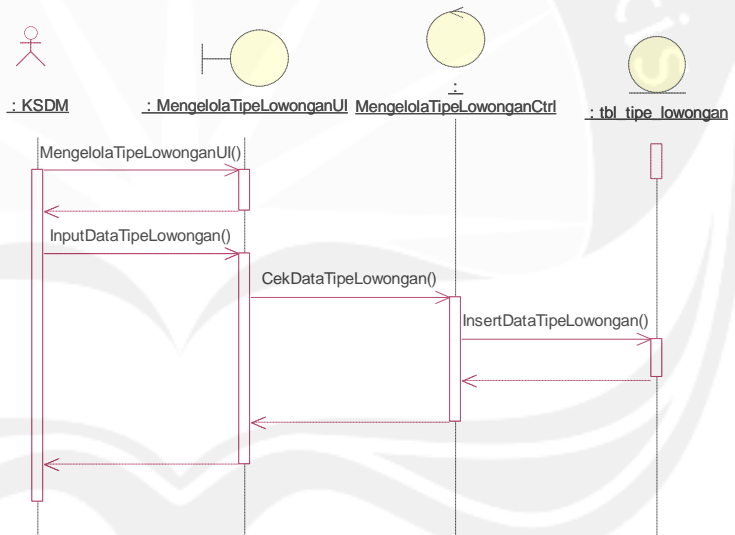 : KSDM
: MengelolaTipeLowonganUI
:
MengelolaTipeLowonganCtrl
: tbl_tipe_lowongan
MengelolaTipeLowonganUI()
InputDataTipeLowongan()
CekDataTipeLowongan()
InsertDataTipeLowongan()